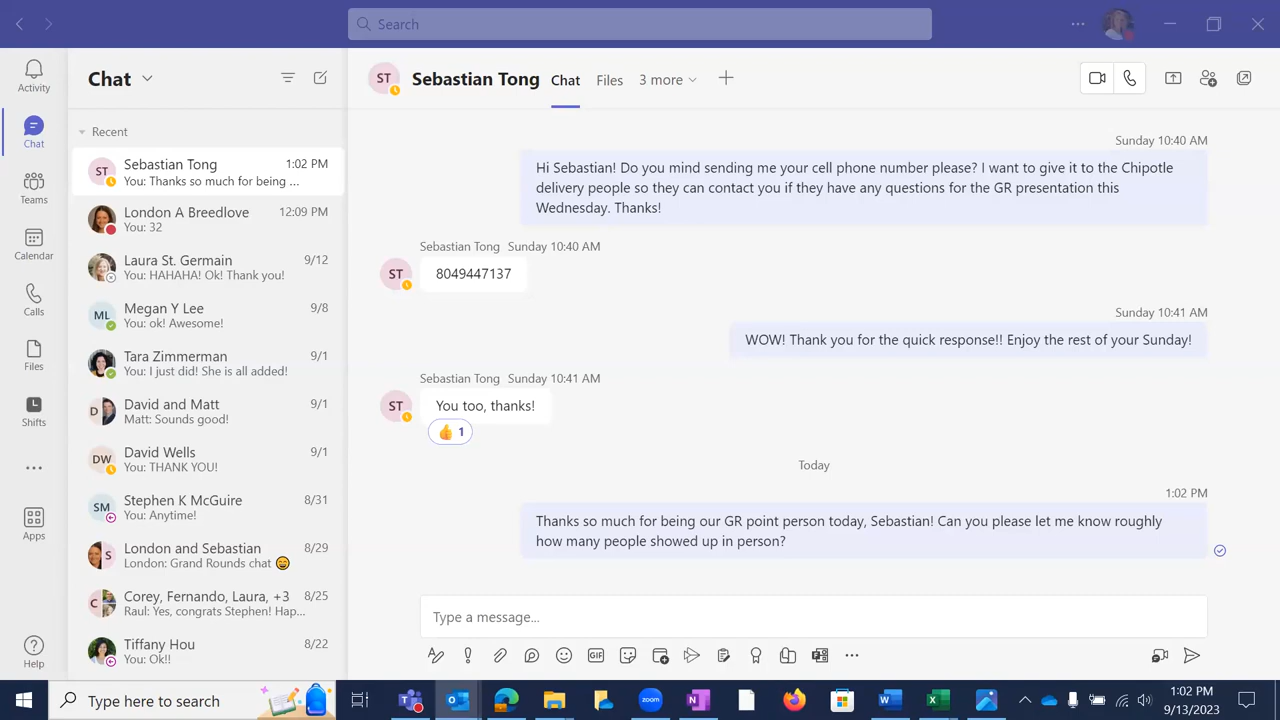 Search
Activity
Chat
Teams
Calendar
Calls
Files
Shifts
Apps
Help
Chat
Recent
Sebastian Tong 1:02 PM
You: Thanks so much for being ...
London A Breedlove 12:09 PM
You: 32
Laura St. Germain 9/12
You: HAHAHA! Ok! Thank you!
ML Megan Y Lee 9/8
You: ok! Awesome!
Tara Zimmerman 9/1
You: I just did! She is all added!
D David and Matt 9/1
Matt: Sounds good!
DW David Wells 9/1
You: THANK YOU!
SM Stephen K McGuire 8/31
You: Anytime!
S London and Sebastian 8/29
London: Grand Rounds chat
C Corey, Fernando, Laura, +3 8/25
Raul: Yes, congrats Stephen! Hap...
Tiffany Hou 8/22
You: Ok!!
ST Sebastian Tong Chat Files 3 more
Sunday 10:40 AM
Hi Sebastian! Do you mind sending me your cell phone number please? I want to give it to the Chipotle
delivery people so they can contact you if they have any questions for the GR presentation this
Wednesday. Thanks!
Sebastian Tong Sunday 10:40 AM
ST 8049447137
Sunday 10:41 AM
WOW! Thank you for the quick response!! Enjoy the rest of your Sunday!
Sebastian Tong Sunday 10:41 AM
ST You too, thanks!
1
Today
1:02 PM
Thanks so much for being our GR point person today, Sebastian! Can you please let me know roughly
how many people showed up in person?
Type a message...
GIF
Type here to search
zoom
1:02 PM
9/13/2023